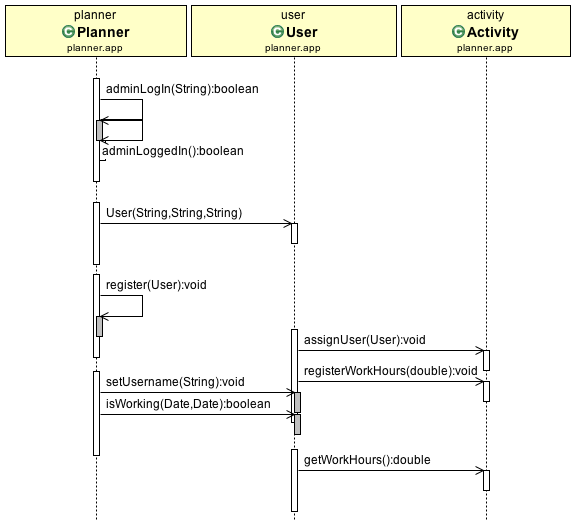 planner
C Planner
planner.app
user
C User
planner.app
activity
C Activity
planner.app
adminLogIn(String):boolean
adminLoggedIn():boolean
User(String,String,String)
register(User):void
assignUser(User):void
registerWorkHours(double):void
setUsername(String):void
isWorking(Date,Date):boolean
getWorkHours():double